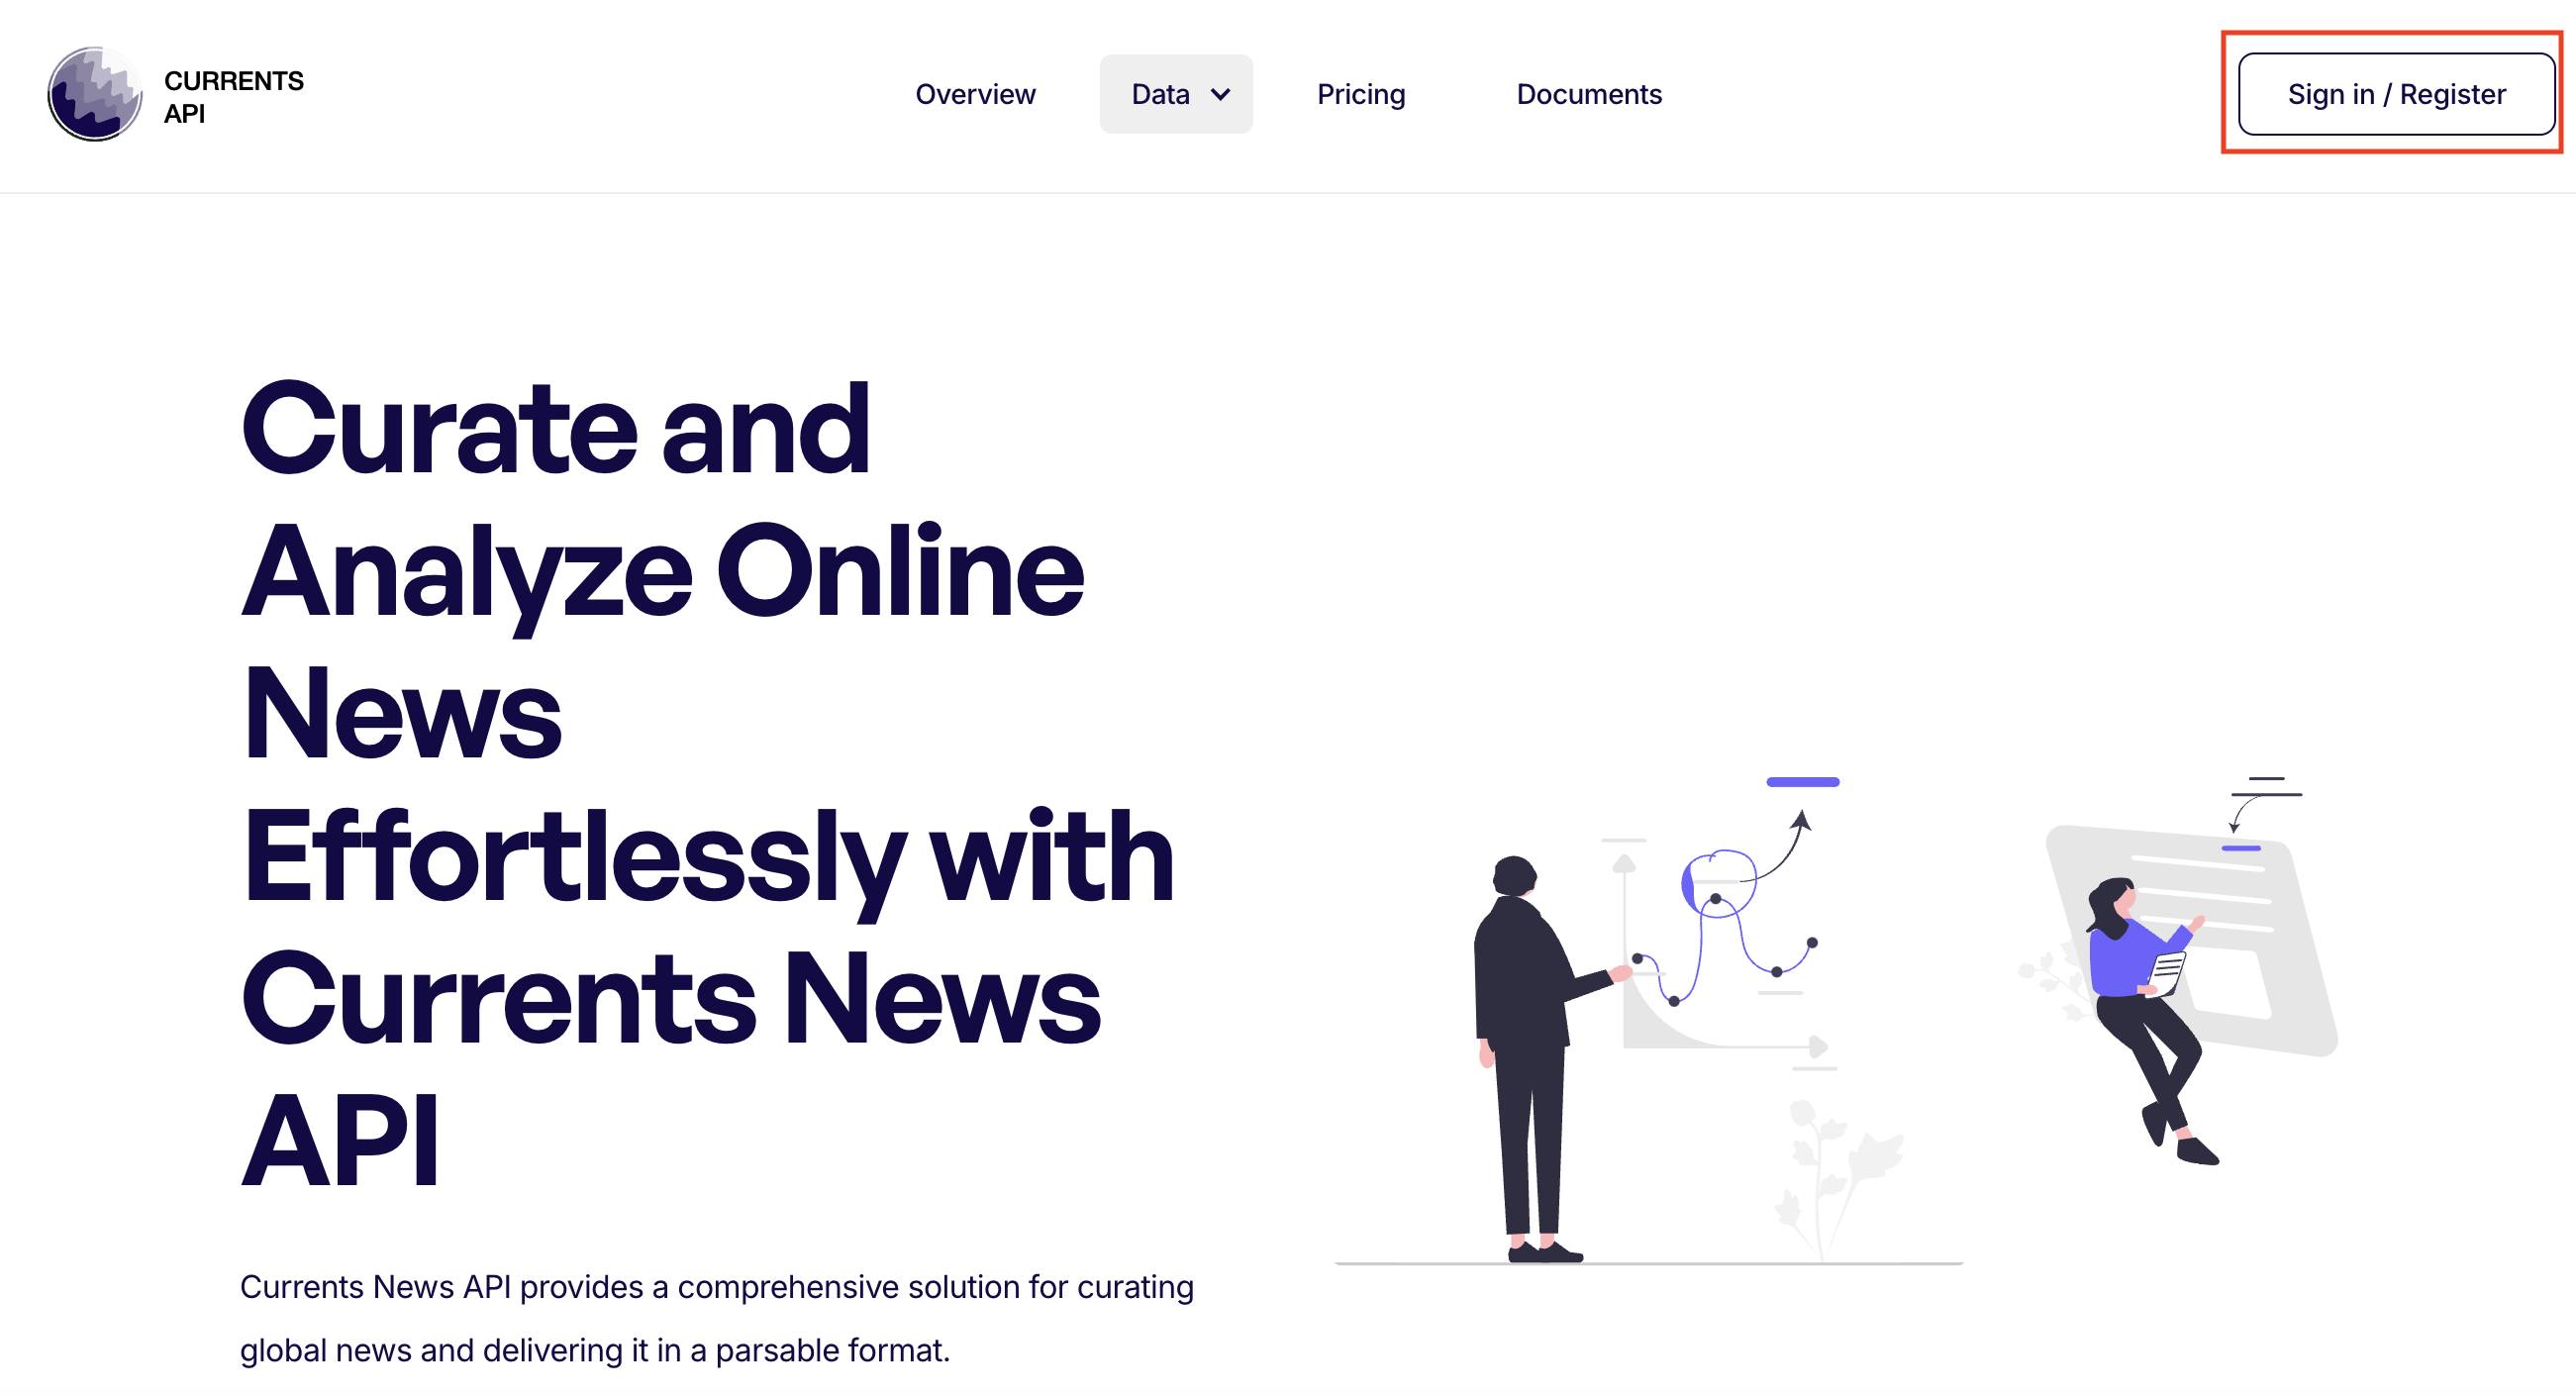 CURRENTS
API
Overview
Data
Pricing
Documents
Sign in / Register
Curate and
Analyze Online
News
Effortlessly with
Currents News
API
Currents News API provides a comprehensive solution for curating
global news and delivering it in a parsable format.